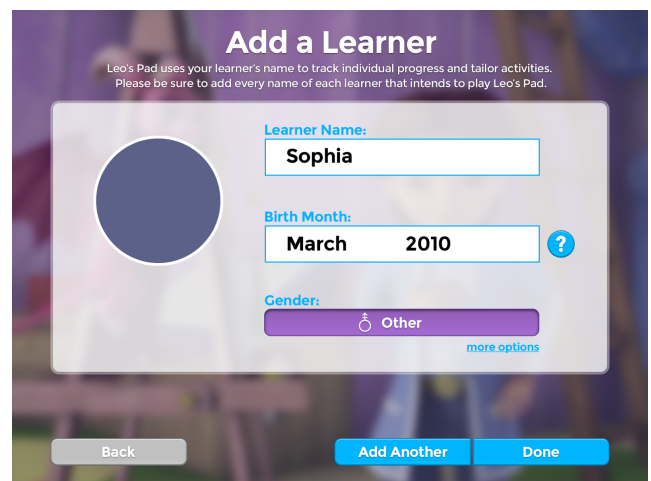 Add a Learner
Leo's Pad uses your learner's name to track individual progress and tailor activities.
Please be sure to add every name of each learner that intends to play Leo's Pad.
Learner Name:
Sophia
Birth Month:
March 2010
?
Gender:
Other
more options
Back
Add Another
Done